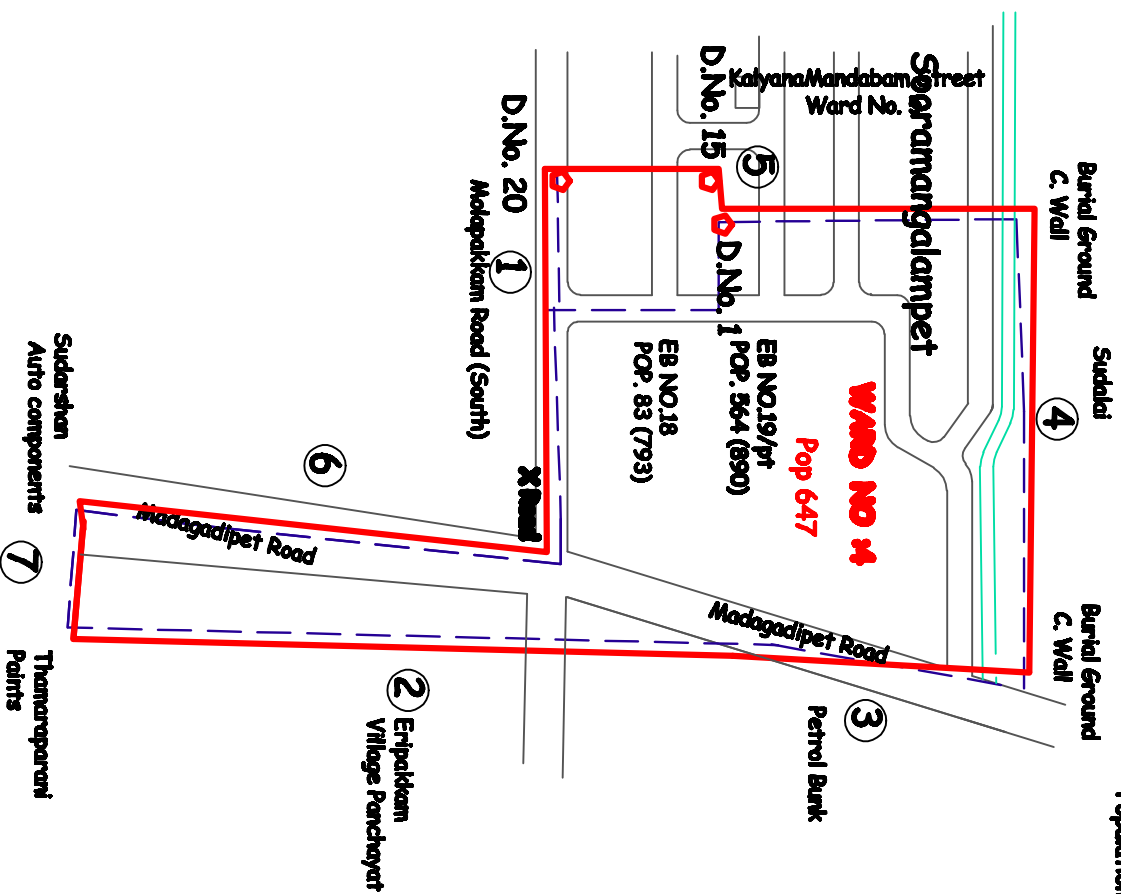 KalyanaMandabam Street
Ward No.
Sooramangalampet
D.No. 15
D.No. 20
5
Burial Ground
C. Wall
1
Molapakkam Road (South)
D.No. 1
EB NO.19/pt
POP. 564 (890)
EB NO.18
POP. 83 (793)
WARD NO 14
Pop 647
Sudalai
4
Sudarshan
Auto components
6
X Road
Madagadipet Road
7
Madagadipet Road
Burial Ground
C. Wall
Thamaraparani
Paints
2
Eripakkam
Village Panchayat
3
Petrol Bunk